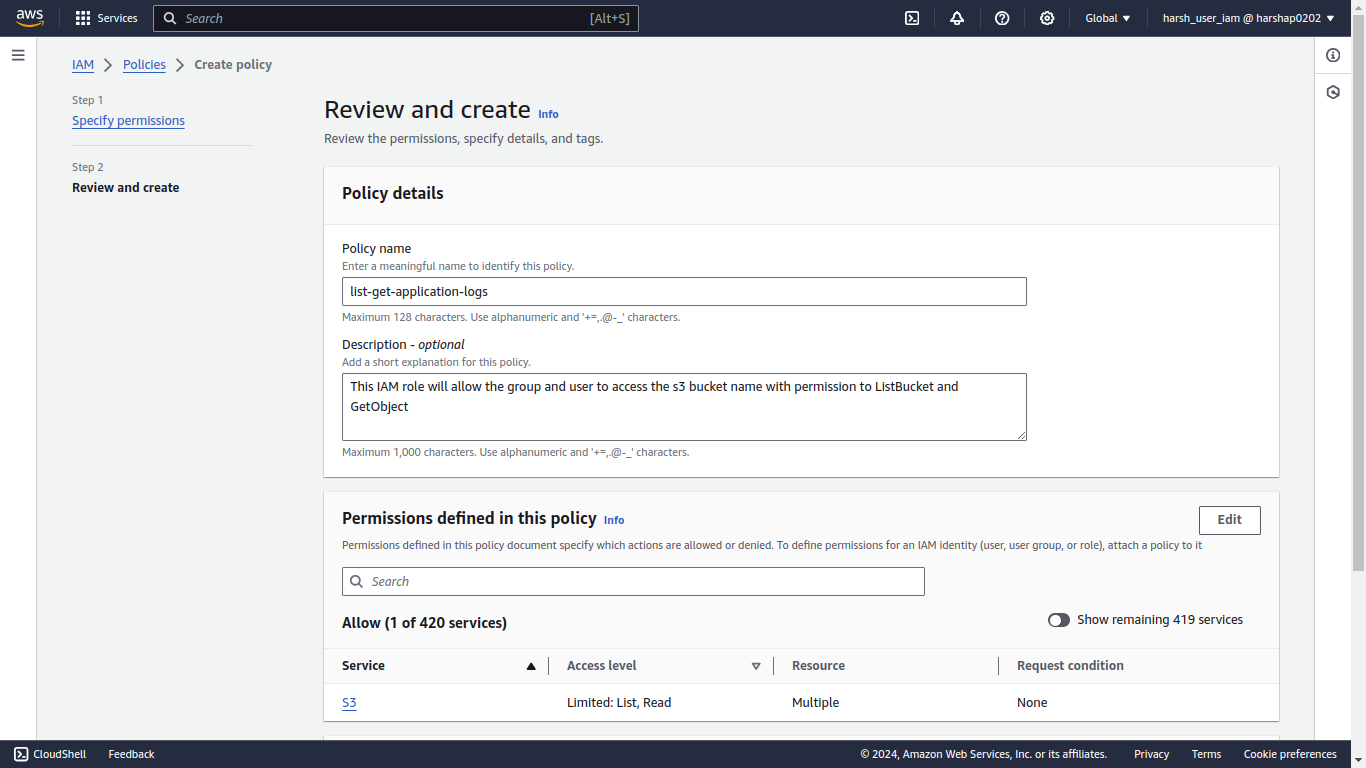 aws
Services
Search
[Alt+S]
Global
harsh_user_iam @ harshap0202
IAM
Policies
Create policy
Step 1
Specify permissions
Step 2
Review and create
Review and create Info
Review the permissions, specify details, and tags.
Policy details
Policy name
Enter a meaningful name to identify this policy.
list-get-application-logs
Maximum 128 characters. Use alphanumeric and '+=,.@-_' characters.
Description - optional
Add a short explanation for this policy.
This IAM role will allow the group and user to access the s3 bucket name with permission to ListBucket and
GetObject
Maximum 1,000 characters. Use alphanumeric and '+=,.@-_' characters.
Permissions defined in this policy Info
Edit
Permissions defined in this policy document specify which actions are allowed or denied. To define permissions for an IAM identity (user, user group, or role), attach a policy to it
Search
Allow (1 of 420 services)
Show remaining 419 services
Service
Access level
Resource
Request condition
S3
Limited: List, Read
Multiple
None
CloudShell
Feedback
© 2024, Amazon Web Services, Inc. or its affiliates.
Privacy
Terms
Cookie preferences